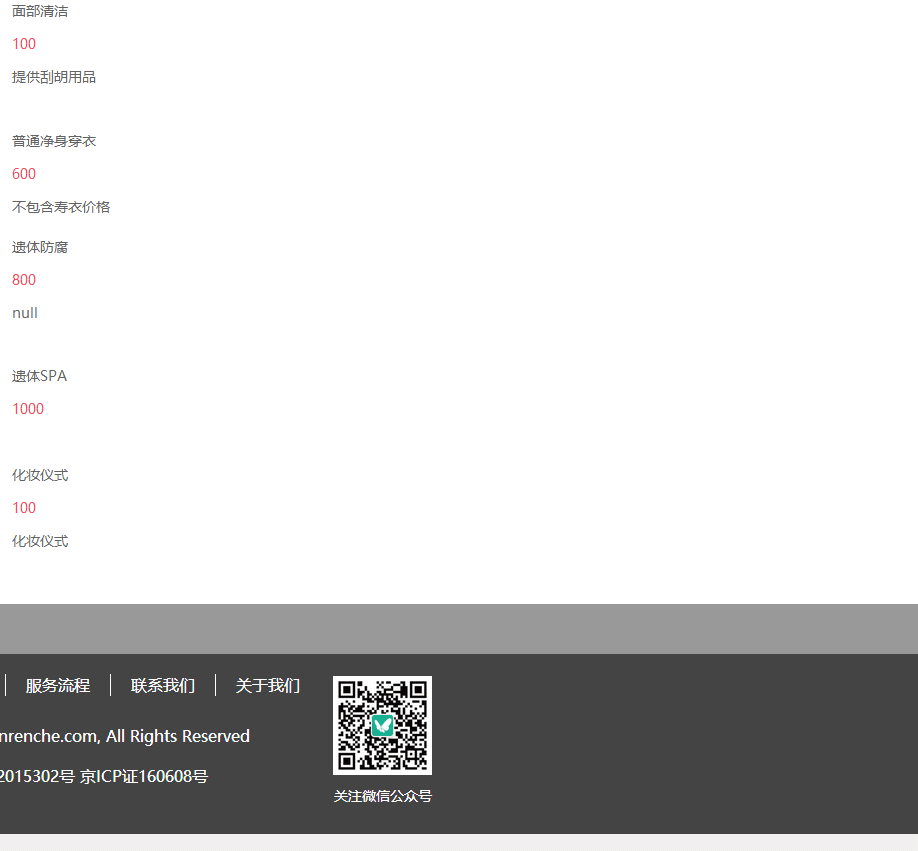 面部清洁
100
提供刮胡用品
普通净身穿衣
600
不包含寿衣价格
遗体防腐
800
null
遗体SPA
1000
化妆仪式
100
化妆仪式
服务流程 联系我们 关于我们
nrenche.com, All Rights Reserved
2015302号 京ICP证160608号
关注微信公众号